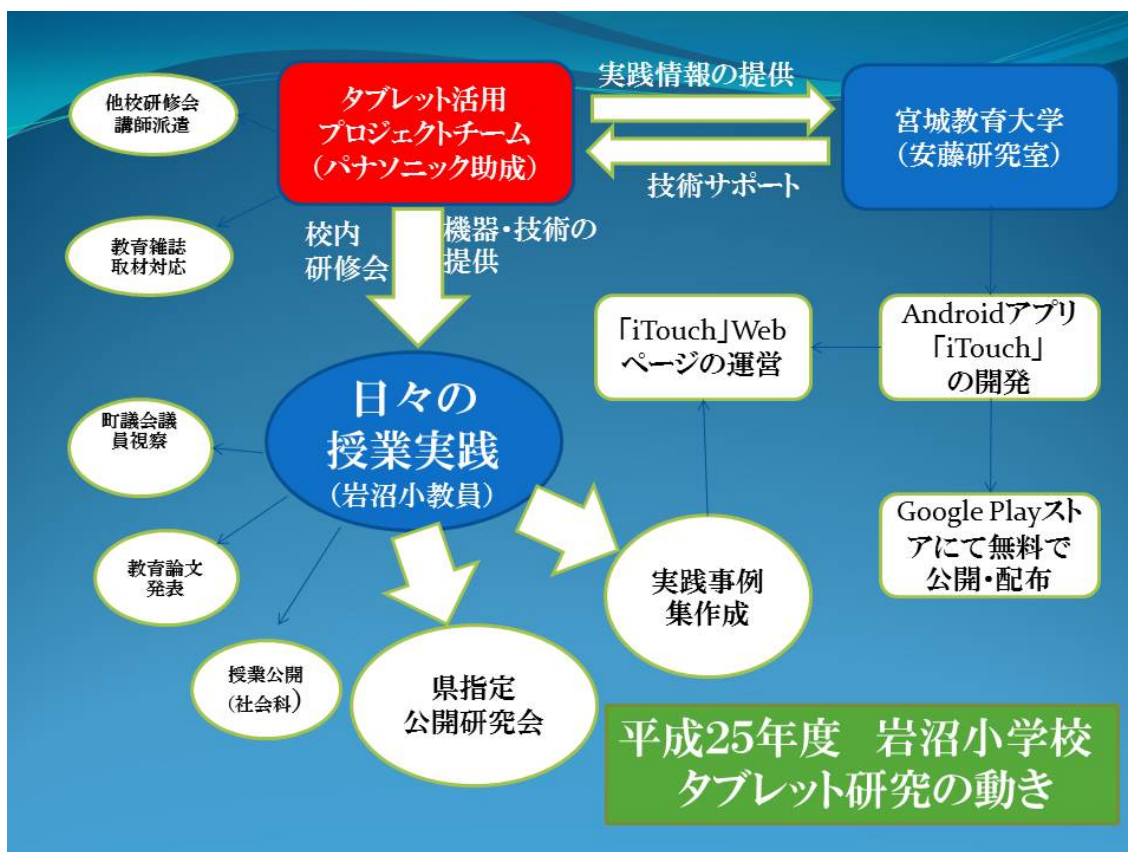 他校研修会
講師派遣
タブレット活用
プロジェクトチーム
(パナソニック助成)
実践情報の提供
技術サポート
宮城教育大学
(安藤研究室)
教育雑誌
取材対応
校内
研修会
機器・技術の
提供
「iTouch」Web
ページの運営
Androidアプリ
「iTouch」
の開発
日々の
授業実践
(岩沼小教員)
町議会議
員視察
教育論文
発表
授業公開
(社会科)
県指定
公開研究会
実践事例
集作成
Google Playスト
アにて無料で
公開・配布
平成25年度　岩沼小学校
タブレット研究の動き